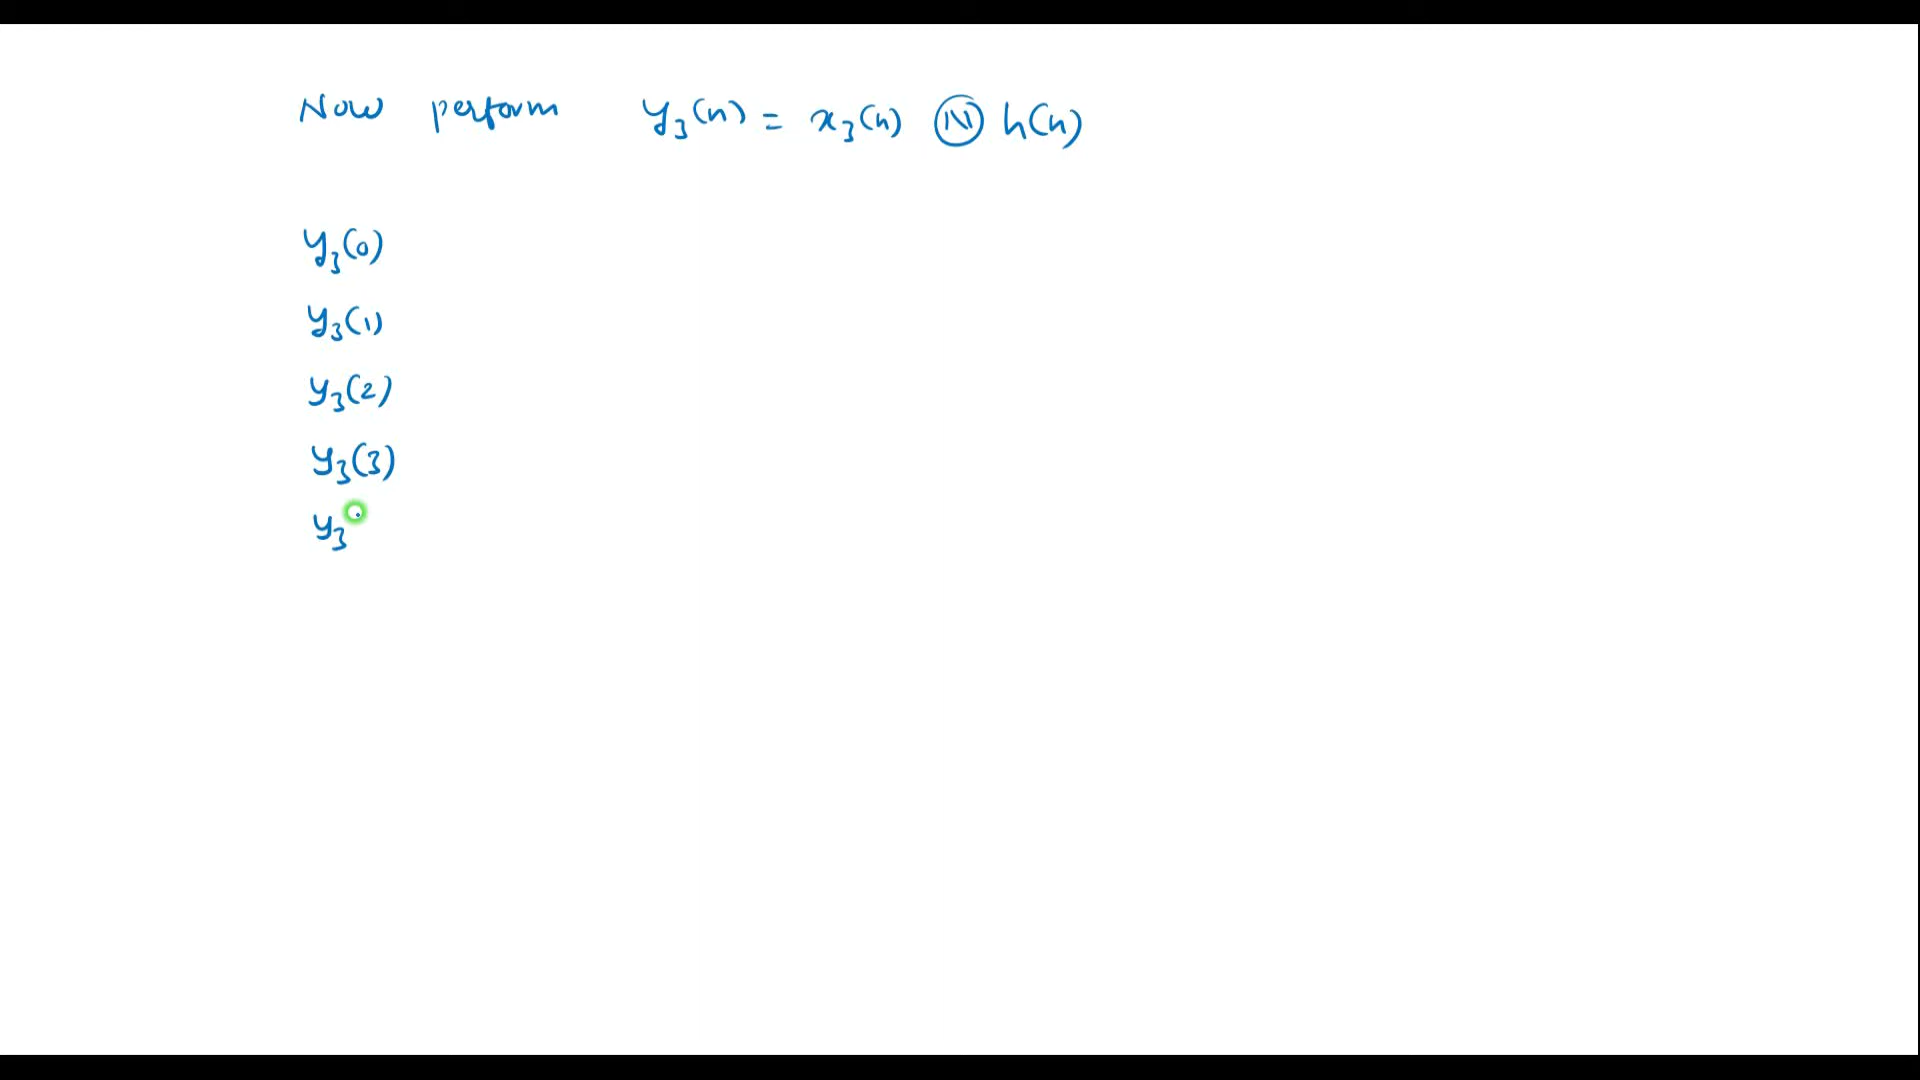 Now perform y₃(n) = x₃(n) Ⓝ h(n)
y₃(0)
y₃(1)
y₃(2)
y₃(3)
y₃